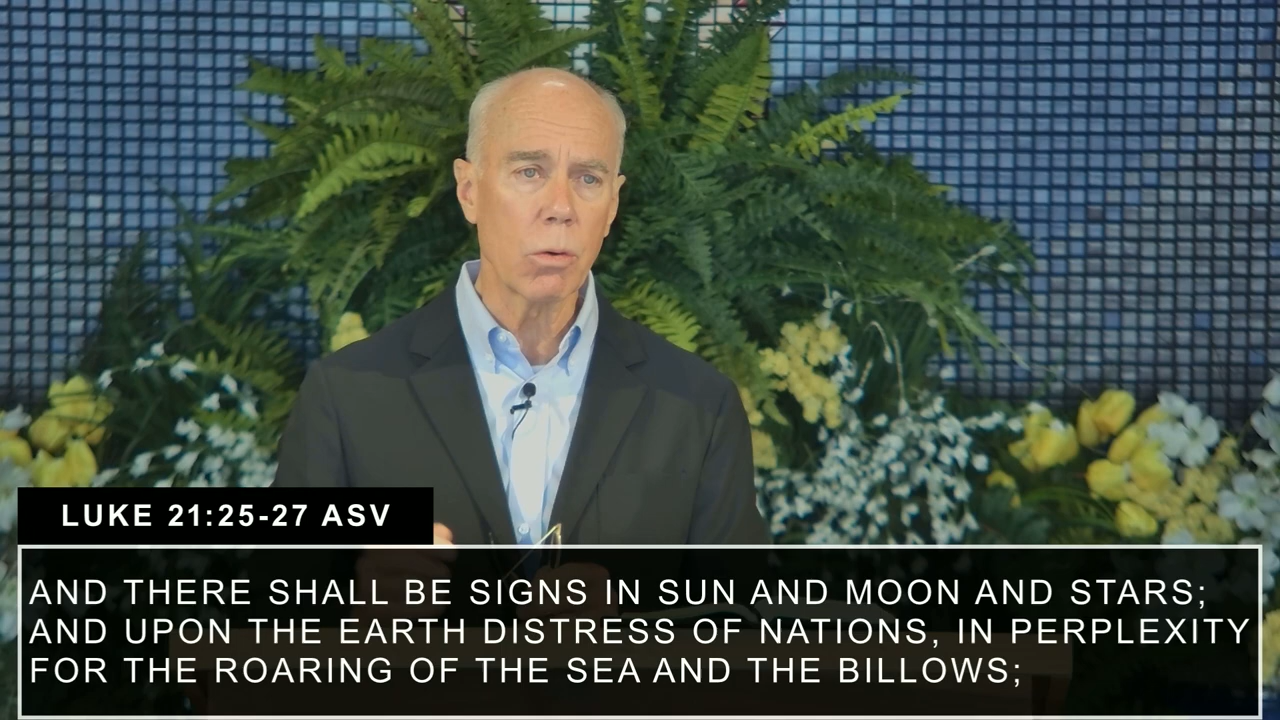 LUKE 21:25-27 ASV
AND THERE SHALL BE SIGNS IN SUN AND MOON AND STARS;
AND UPON THE EARTH DISTRESS OF NATIONS, IN PERPLEXITY
FOR THE ROARING OF THE SEA AND THE BILLOWS;